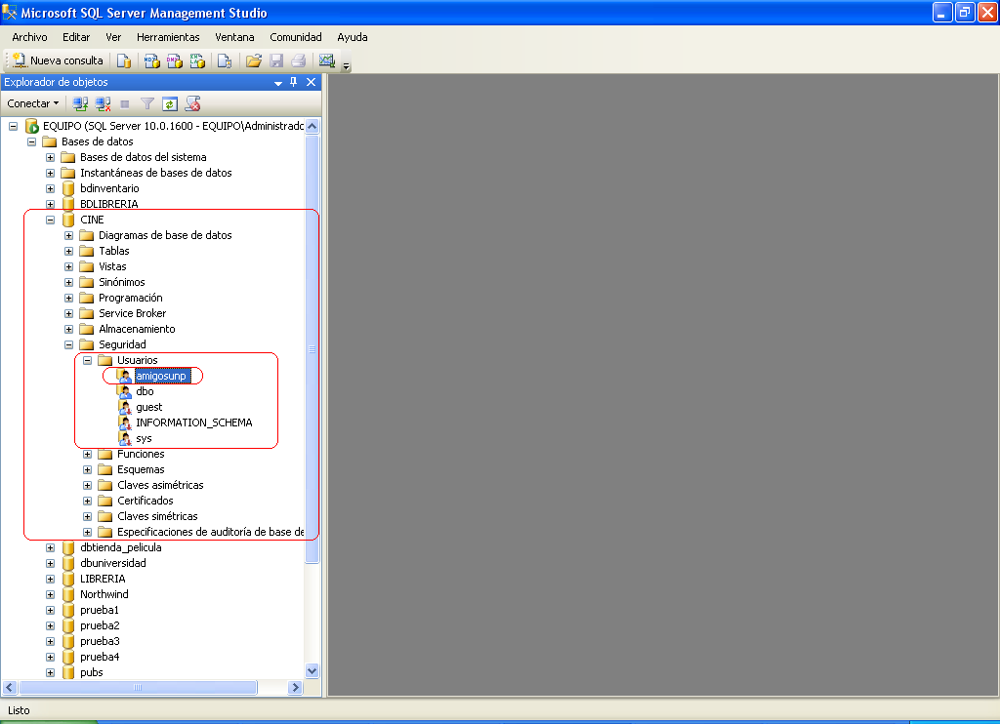 Microsoft SQL Server Management Studio
Archivo Editar Ver Herramientas Ventana Comunidad Ayuda
Nueva consulta
Explorador de objetos
Conectar
EQUIPO (SQL Server 10.0.1600 - EQUIPO\Administrado
Bases de datos
Bases de datos del sistema
Instantáneas de bases de datos
bdinventario
BDLIBRERIA
CINE
Diagramas de base de datos
Tablas
Vistas
Sinónimos
Programación
Service Broker
Almacenamiento
Seguridad
Usuarios
amigosunp
dbo
guest
INFORMATION_SCHEMA
sys
Funciones
Esquemas
Claves asimétricas
Certificados
Claves simétricas
Especificaciones de auditoría de base de
dbtienda_pelicula
dbuniversidad
LIBRERIA
Northwind
prueba1
prueba2
prueba3
prueba4
pubs
Listo